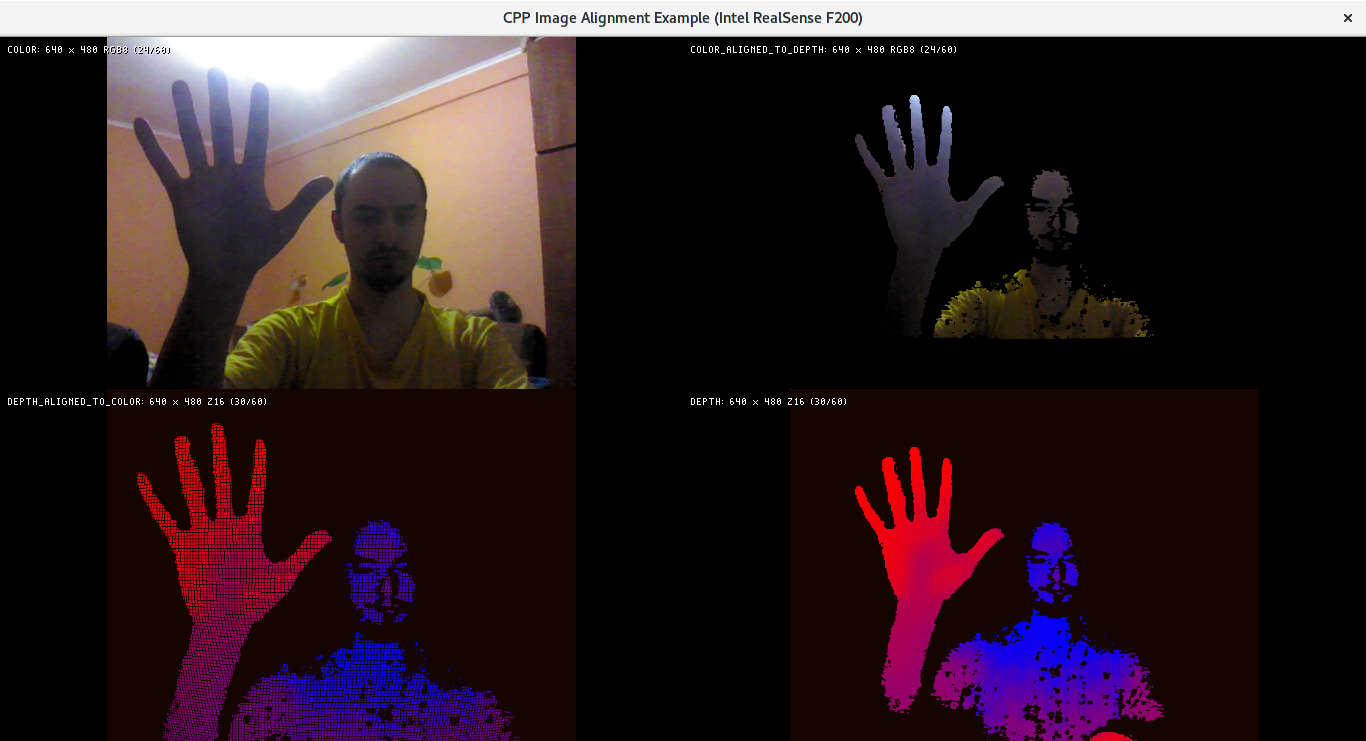 CPP Image Alignment Example (Intel RealSense F200)
COLOR: 640 x 480 RGB8 (24/60)
COLOR_ALIGNED_TO_DEPTH: 640 x 480 RGB8 (24/60)
DEPTH_ALIGNED_TO_COLOR: 640 x 480 Z16 (30/60)
DEPTH: 640 x 480 Z16 (30/60)